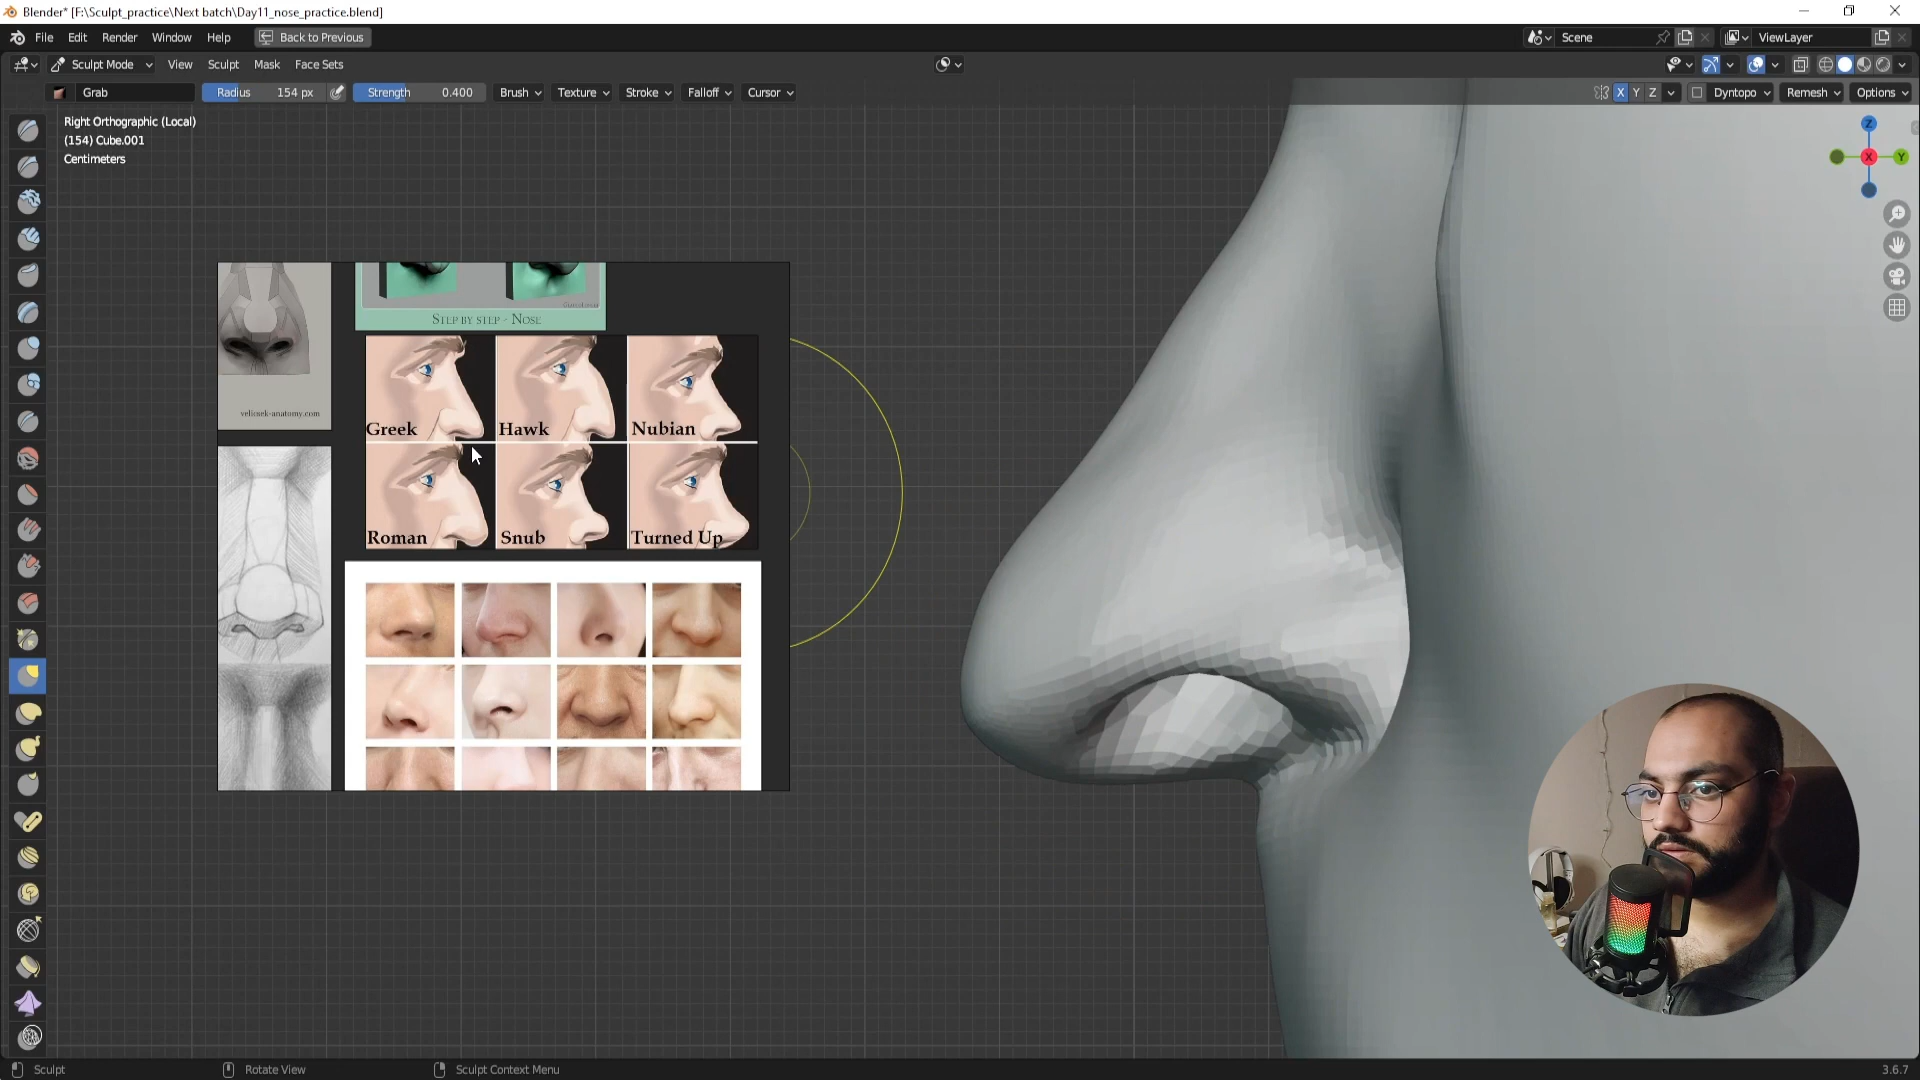 Blender* [F:\Sculpt_practice\Next batch\Day11_nose_practice.blend]
File Edit Render Window Help Back to Previous Scene ViewLayer
Sculpt Mode View Sculpt Mask Face Sets
Grab Radius 154 px Strength 0.400 Brush Texture Stroke Falloff Cursor X Y Z Dyntopo Remesh Options
Right Orthographic (Local)
(154) Cube.001
Centimeters
Z
X Y
Step by step - Nose
velicsek-anatomy.com
Greek Hawk Nubian
Roman Snub Turned Up
Sculpt Rotate View Sculpt Context Menu 3.6.7